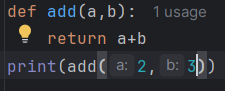 def add(a,b): 1 usage
    return a+b
print(add( a: 2, b: 3))